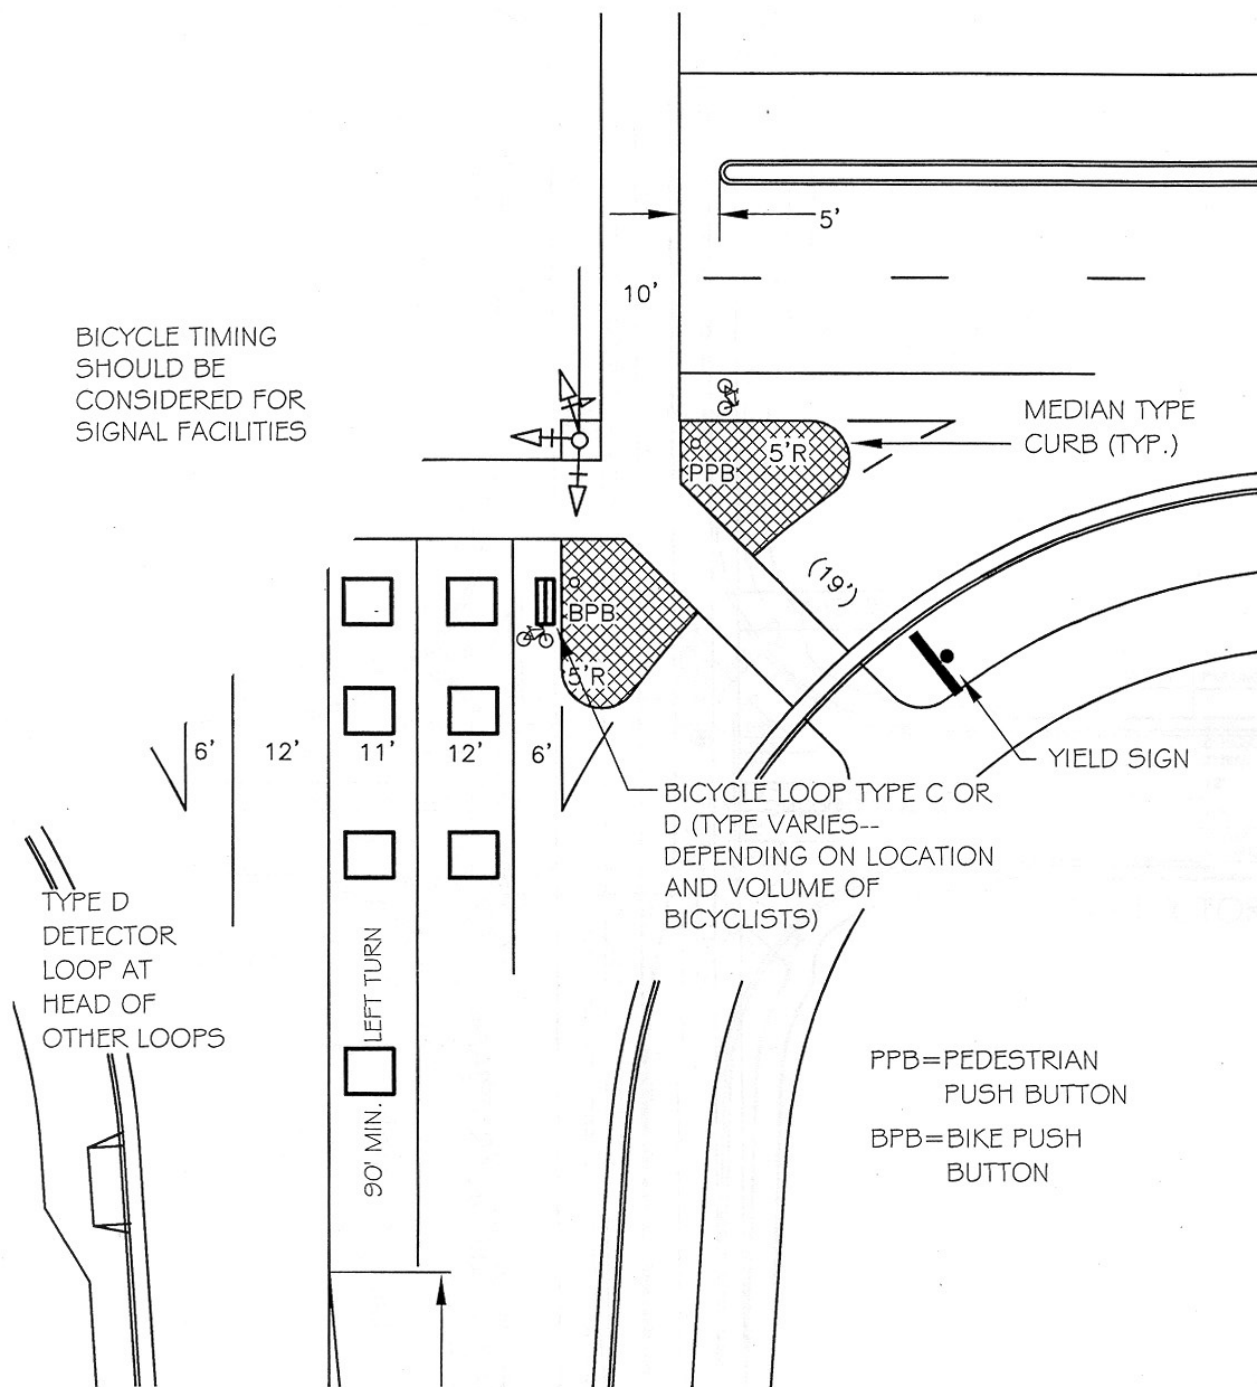 5'
10'
BICYCLE TIMING
SHOULD BE
CONSIDERED FOR
SIGNAL FACILITIES
MEDIAN TYPE
CURB (TYP.)
5'R
PPB
(19')
BPB
5'R
6'
12'
11'
12'
6'
YIELD SIGN
BICYCLE LOOP TYPE C OR
D (TYPE VARIES--
DEPENDING ON LOCATION
AND VOLUME OF
BICYCLISTS)
TYPE D
DETECTOR
LOOP AT
HEAD OF
OTHER LOOPS
90' MIN. LEFT TURN
PPB=PEDESTRIAN
PUSH BUTTON
BPB=BIKE PUSH
BUTTON